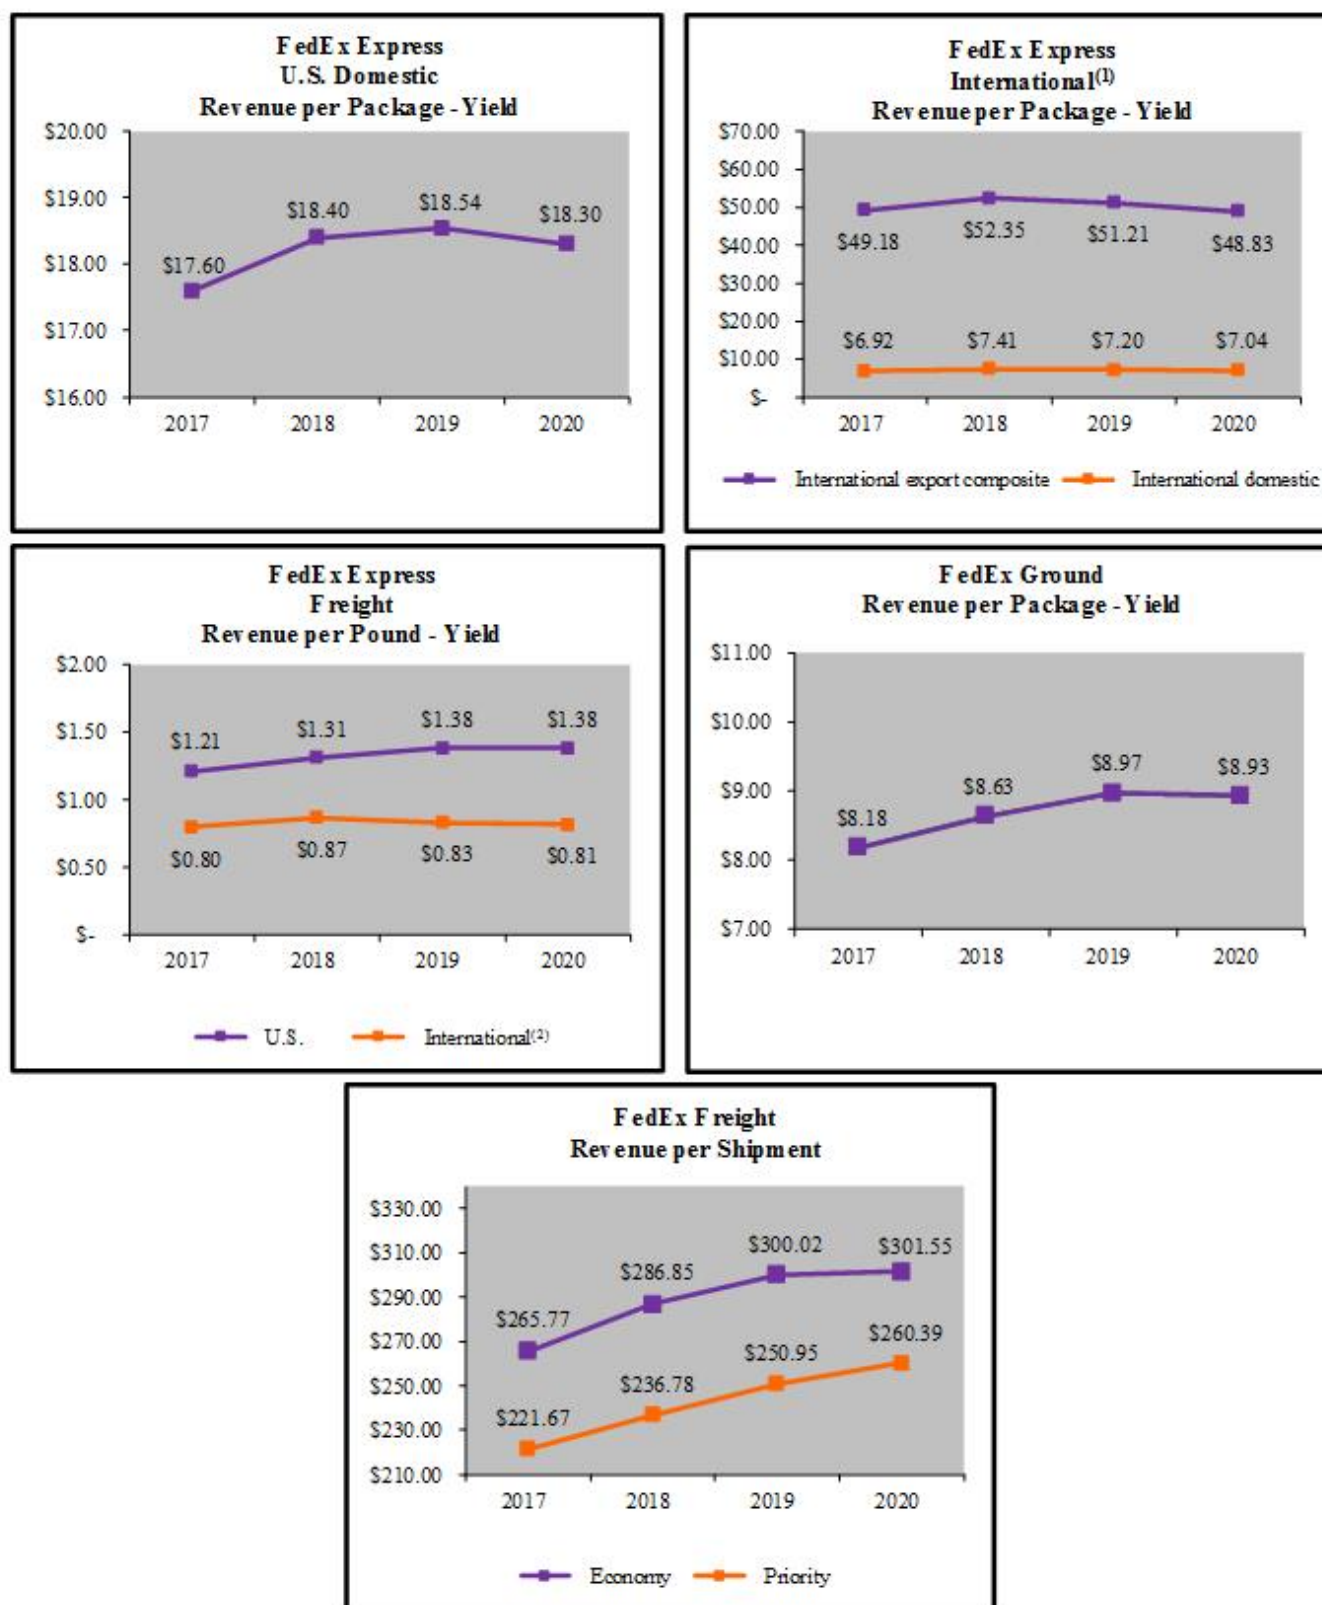 FedEx Express
U.S. Domestic
Revenue per Package - Yield
$20.00
$19.00
$18.00
$17.00
$16.00
$17.60
$18.40
$18.54
$18.30
2017 2018 2019 2020
FedEx Express
International(1)
Revenue per Package - Yield
$70.00
$60.00
$50.00
$40.00
$30.00
$20.00
$10.00
$-
$49.18 $52.35 $51.21 $48.83
$6.92 $7.41 $7.20 $7.04
2017 2018 2019 2020
International export composite International domestic
FedEx Express
Freight
Revenue per Pound - Yield
$2.00
$1.50
$1.00
$0.50
$-
$1.21 $1.31 $1.38 $1.38
$0.80 $0.87 $0.83 $0.81
2017 2018 2019 2020
U.S. International(2)
FedEx Ground
Revenue per Package - Yield
$11.00
$10.00
$9.00
$8.00
$7.00
$8.18 $8.63 $8.97 $8.93
2017 2018 2019 2020
FedEx Freight
Revenue per Shipment
$330.00
$310.00
$290.00
$270.00
$250.00
$230.00
$210.00
$265.77 $286.85 $300.02 $301.55
$221.67 $236.78 $250.95 $260.39
2017 2018 2019 2020
Economy Priority